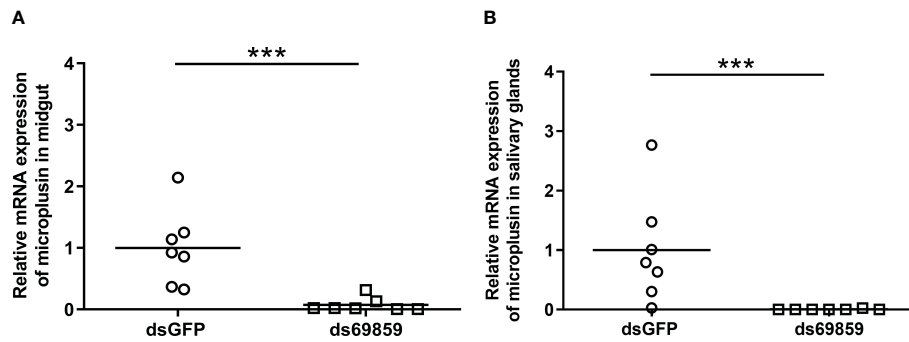 A
Relative mRNA expression
of microplusin in midgut
4
3
2
1
0
***
dsGFP
ds69859
B
Relative mRNA expression
of microplusin in salivary glands
4
3
2
1
0
***
dsGFP
ds69859